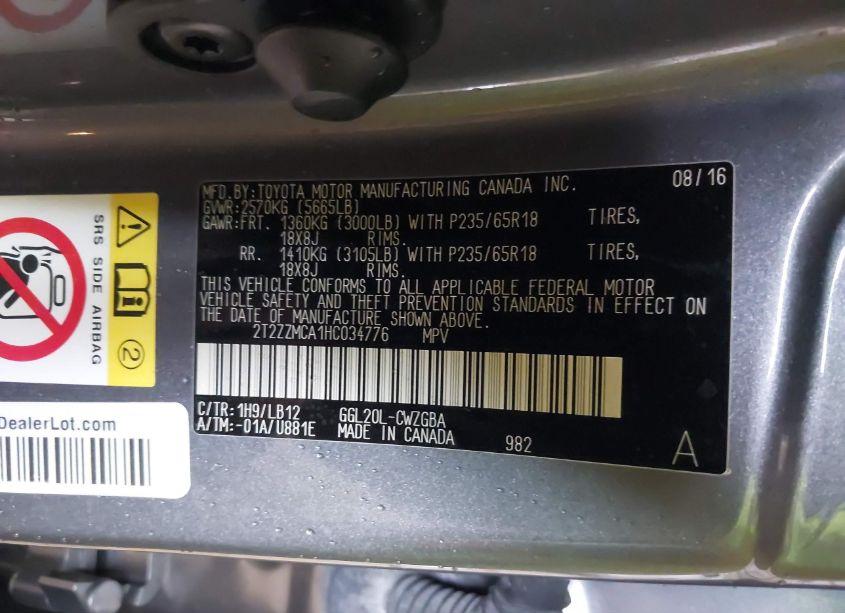 MFD.BY:TOYOTA MOTOR MANUFACTURING CANADA INC. 08/16
GVWR:2570KG (5665LB)
GAWR:FRT. 1360KG (3000LB) WITH P235/65R18 TIRES,
18X8J RIMS.
RR. 1410KG (3105LB) WITH P235/65R18 TIRES,
18X8J RIMS.
THIS VEHICLE CONFORMS TO ALL APPLICABLE FEDERAL MOTOR
VEHICLE SAFETY AND THEFT PREVENTION STANDARDS IN EFFECT ON
THE DATE OF MANUFACTURE SHOWN ABOVE.
2T2ZZMCA1HC034776 MPV
C/TR:1H9/LB12 GGL20L-CWZGBA
A/TM:-01A/U881E MADE IN CANADA 982 A
SRS SIDE AIRBAG
2
DealerLot.com